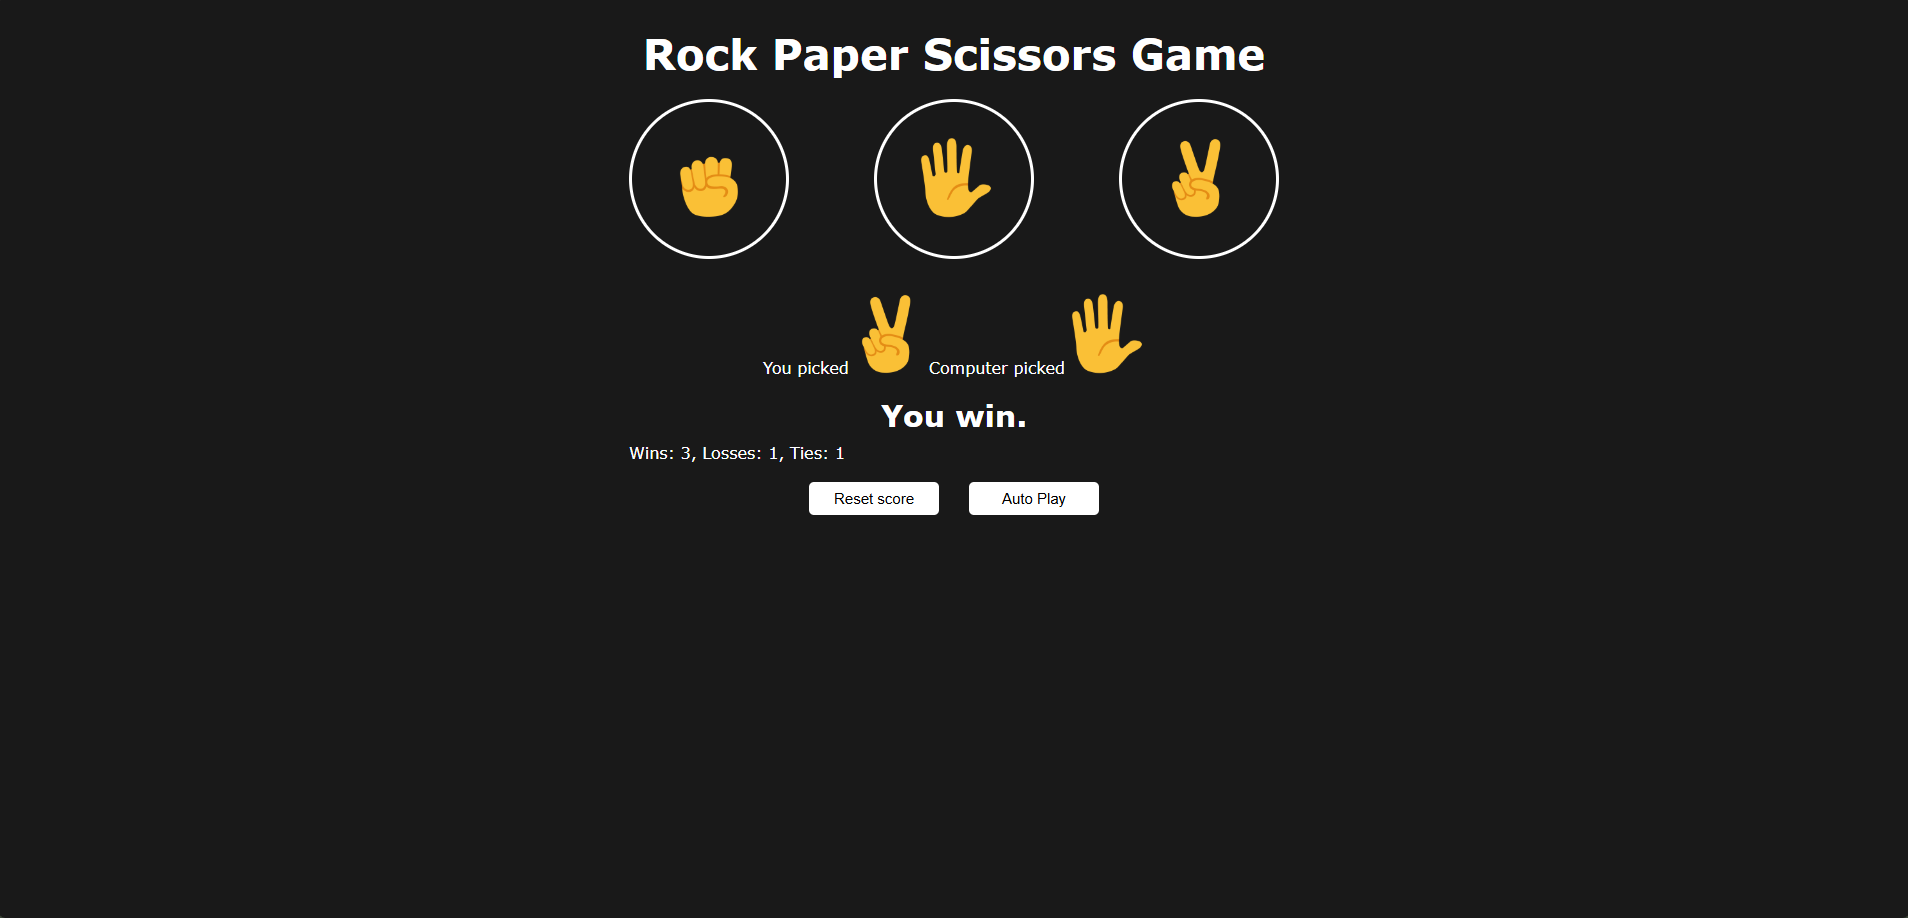 Rock Paper Scissors Game
You picked Computer picked
You win.
Wins: 3, Losses: 1, Ties: 1
Reset score Auto Play